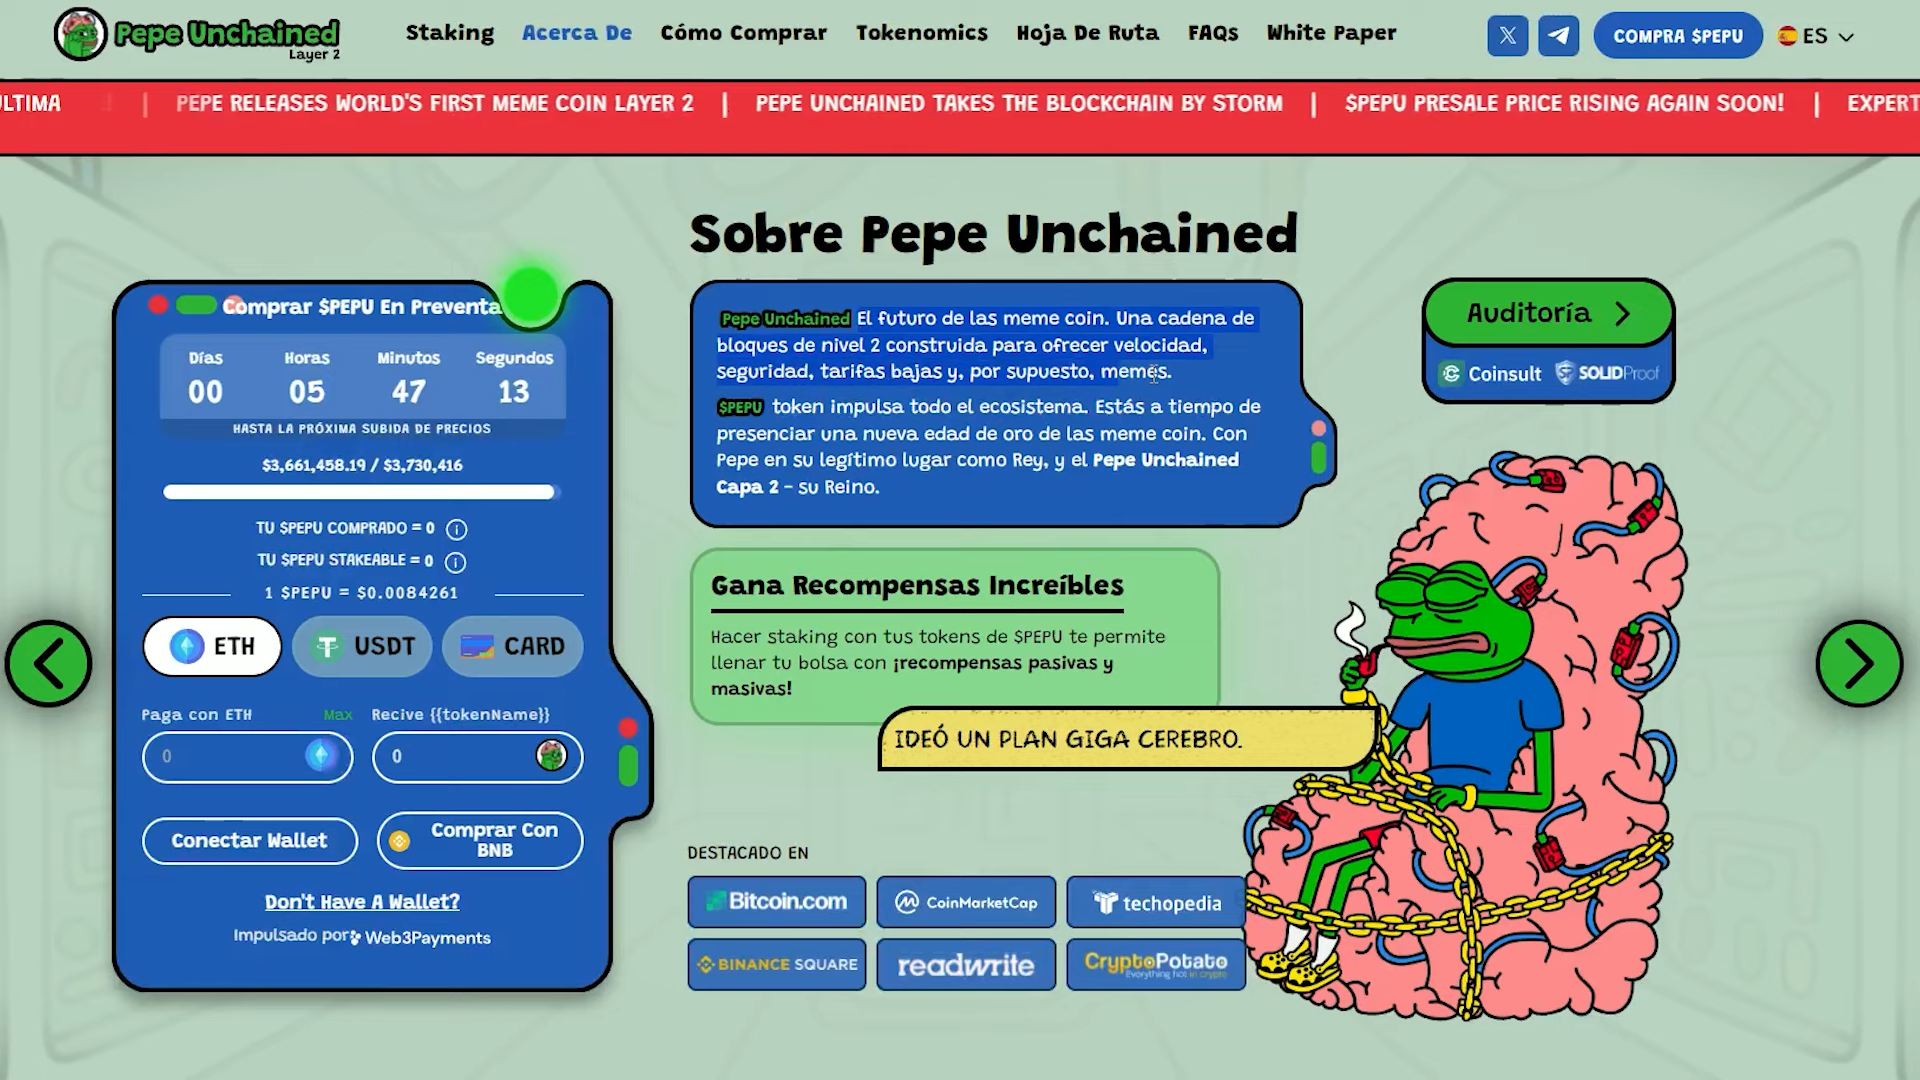 Pepe Unchained
Layer 2
Staking
Acerca De
Cómo Comprar
Tokenomics
Hoja De Ruta
FAQs
White Paper
COMPRA $PEPU
ES
ULTIMA | PEPE RELEASES WORLD'S FIRST MEME COIN LAYER 2 | PEPE UNCHAINED TAKES THE BLOCKCHAIN BY STORM | $PEPU PRESALE PRICE RISING AGAIN SOON! | EXPERT
Comprar $PEPU En Preventa
Días Horas Minutos Segundos
00 05 47 13
HASTA LA PRÓXIMA SUBIDA DE PRECIOS
$3,661,458.19 / $3,730,416
TU $PEPU COMPRADO = 0
TU $PEPU STAKEABLE = 0
1 $PEPU = $0.0084261
ETH USDT CARD
Paga con ETH Max Recive {{tokenName}}
0 0
Conectar Wallet
Comprar Con
BNB
Don't Have A Wallet?
Impulsado por Web3Payments
Sobre Pepe Unchained
Pepe Unchained El futuro de las meme coin. Una cadena de
bloques de nivel 2 construida para ofrecer velocidad,
seguridad, tarifas bajas y, por supuesto, memes.
$PEPU token impulsa todo el ecosistema. Estás a tiempo de
presenciar una nueva edad de oro de las meme coin. Con
Pepe en su legítimo lugar como Rey, y el Pepe Unchained
Capa 2 - su Reino.
Gana Recompensas Increíbles
Hacer staking con tus tokens de $PEPU te permite
llenar tu bolsa con ¡recompensas pasivas y
masivas!
IDEÓ UN PLAN GIGA CEREBRO.
DESTACADO EN
Bitcoin.com CoinMarketCap techopedia
BINANCE SQUARE readwrite CryptoPotato
Everything hot in crypto
Auditoría
Coinsult SOLIDProof